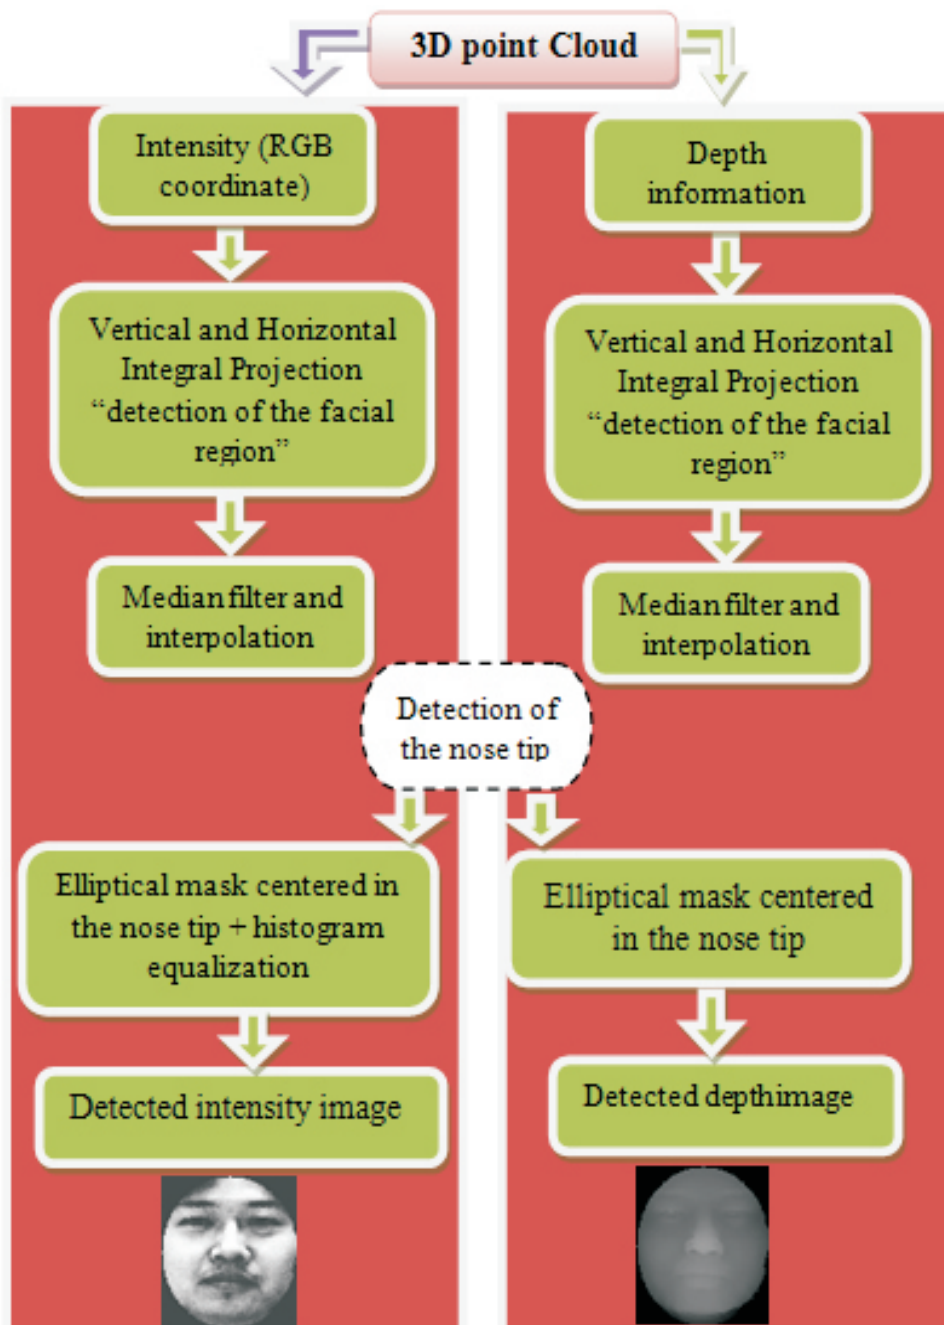 3D point Cloud
Intensity (RGB
coordinate)
Vertical and Horizontal
Integral Projection
“detection of the facial
region”
Median filter and
interpolation
Depth
information
Vertical and Horizontal
Integral Projection
“detection of the facial
region”
Median filter and
interpolation
Detection of
the nose tip
Elliptical mask centered in
the nose tip + histogram
equalization
Detected intensity image
Elliptical mask centered
in the nose tip
Detected depthimage